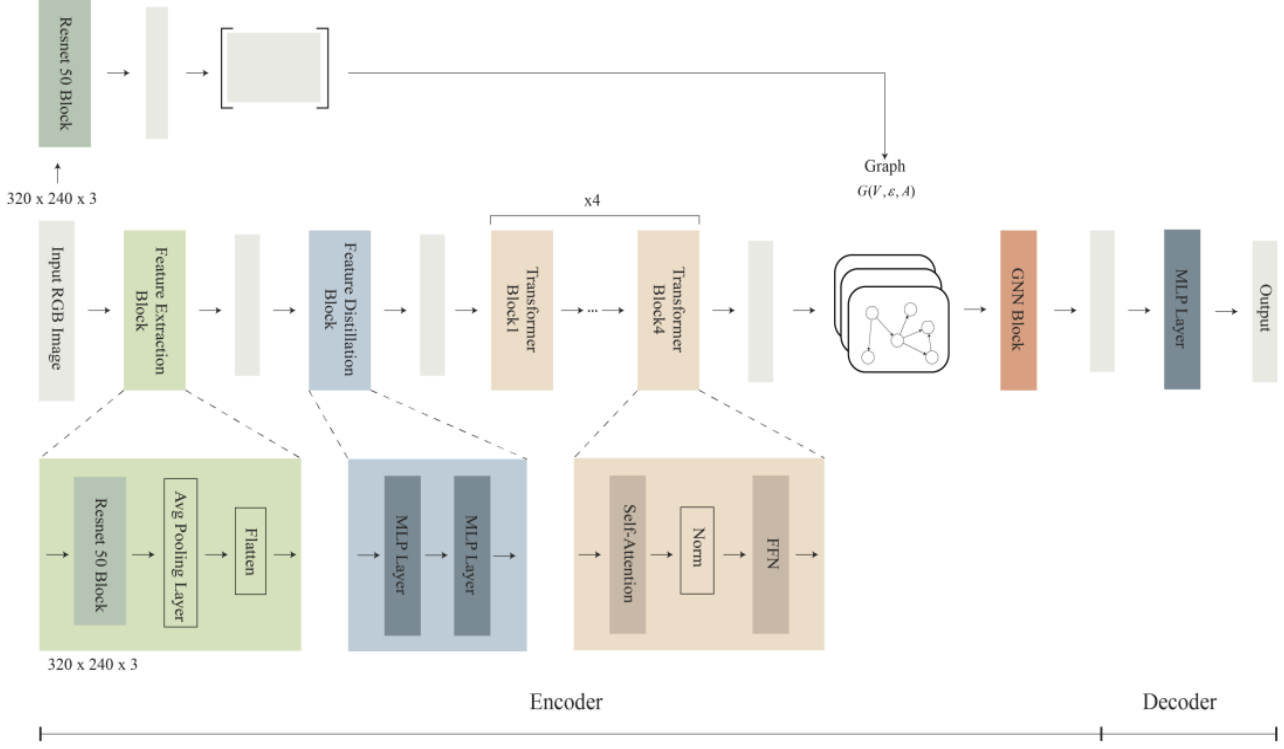 Resnet 50 Block
320 x 240 x 3
Graph
G(V, ε, A)
x4
Input RGB Image
Feature Extraction
Block
Feature Distillation
Block
Transformer
Block1
...
Transformer
Block4
GNN Block
MLP Layer
Output
Resnet 50 Block
Avg Pooling Layer
Flatten
MLP Layer
MLP Layer
Self-Attention
Norm
FFN
320 x 240 x 3
Encoder
Decoder